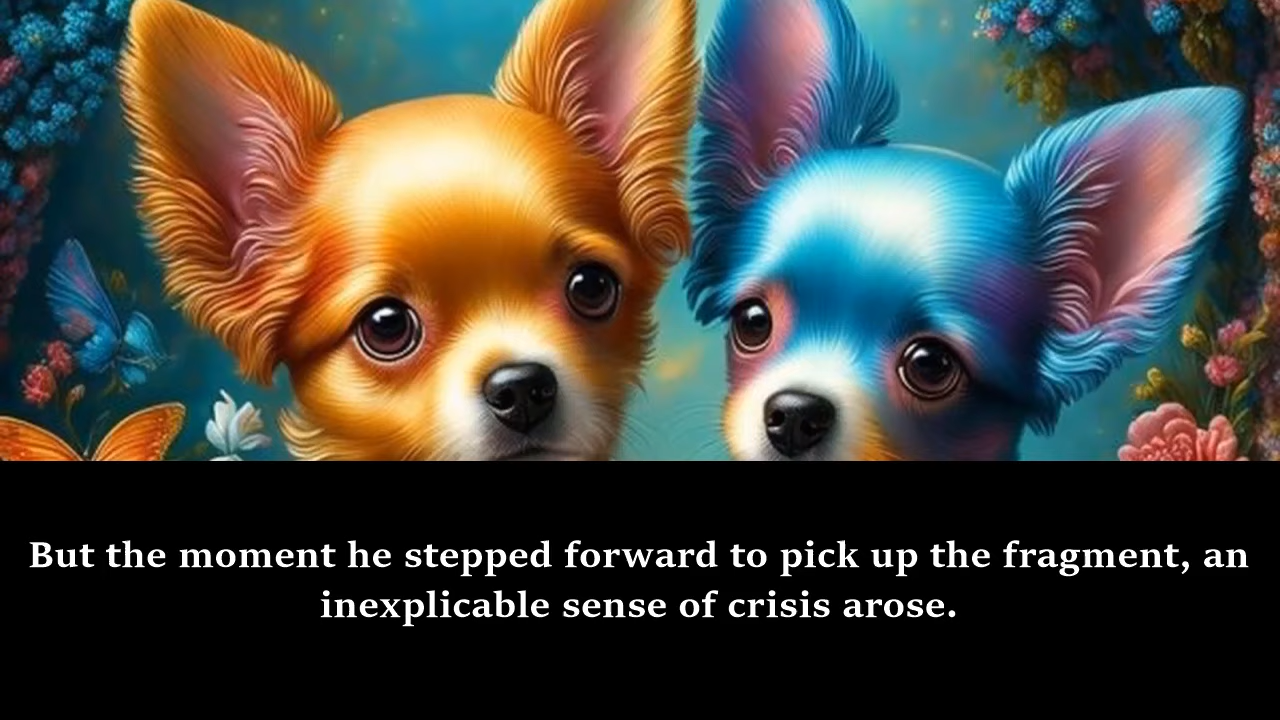 But the moment he stepped forward to pick up the fragment, an
inexplicable sense of crisis arose.